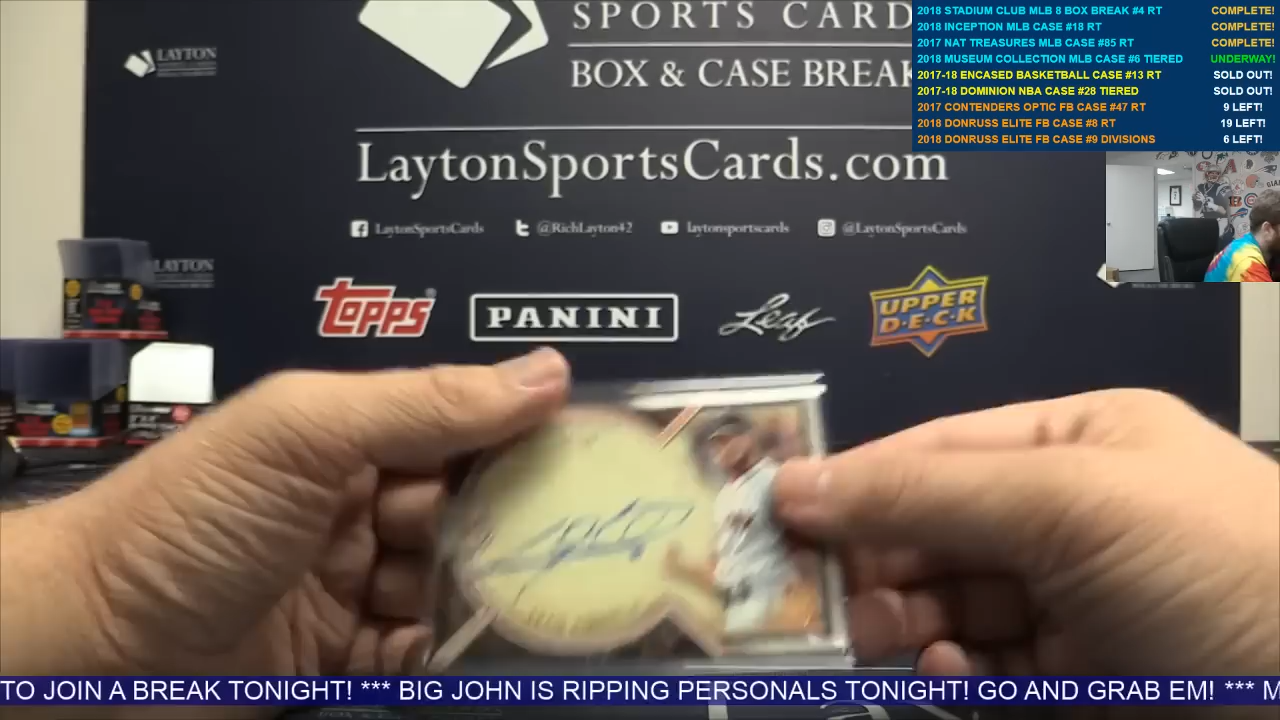 SPORTS CARD
BOX & CASE BREAK
LaytonSportsCards.com
LaytonSportsCards @RichLayton42 laytonsportscards @LaytonSportsCards
LAYTON
LAYTON
TOPPS PANINI Leaf UPPER D·E·C·K
2018 STADIUM CLUB MLB 8 BOX BREAK #4 RT COMPLETE!
2018 INCEPTION MLB CASE #18 RT COMPLETE!
2017 NAT TREASURES MLB CASE #85 RT COMPLETE!
2018 MUSEUM COLLECTION MLB CASE #6 TIERED UNDERWAY!
2017-18 ENCASED BASKETBALL CASE #13 RT SOLD OUT!
2017-18 DOMINION NBA CASE #28 TIERED SOLD OUT!
2017 CONTENDERS OPTIC FB CASE #47 RT 9 LEFT!
2018 DONRUSS ELITE FB CASE #8 RT 19 LEFT!
2018 DONRUSS ELITE FB CASE #9 DIVISIONS 6 LEFT!
TO JOIN A BREAK TONIGHT! *** BIG JOHN IS RIPPING PERSONALS TONIGHT! GO AND GRAB EM! *** M